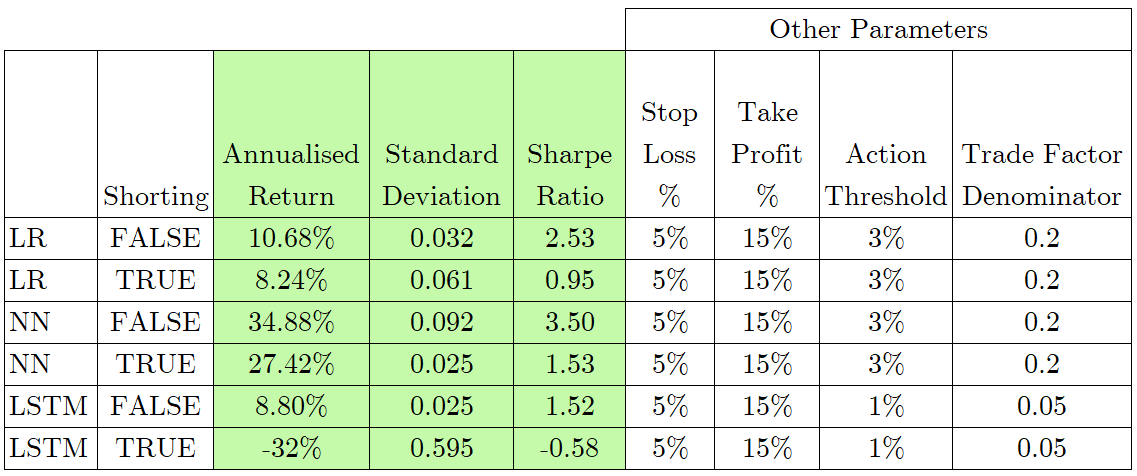 Other Parameters
Shorting Annualised Return Standard Deviation Sharpe Ratio Stop Loss % Take Profit % Action Threshold Trade Factor Denominator
LR FALSE 10.68% 0.032 2.53 5% 15% 3% 0.2
LR TRUE 8.24% 0.061 0.95 5% 15% 3% 0.2
NN FALSE 34.88% 0.092 3.50 5% 15% 3% 0.2
NN TRUE 27.42% 0.025 1.53 5% 15% 3% 0.2
LSTM FALSE 8.80% 0.025 1.52 5% 15% 1% 0.05
LSTM TRUE -32% 0.595 -0.58 5% 15% 1% 0.05